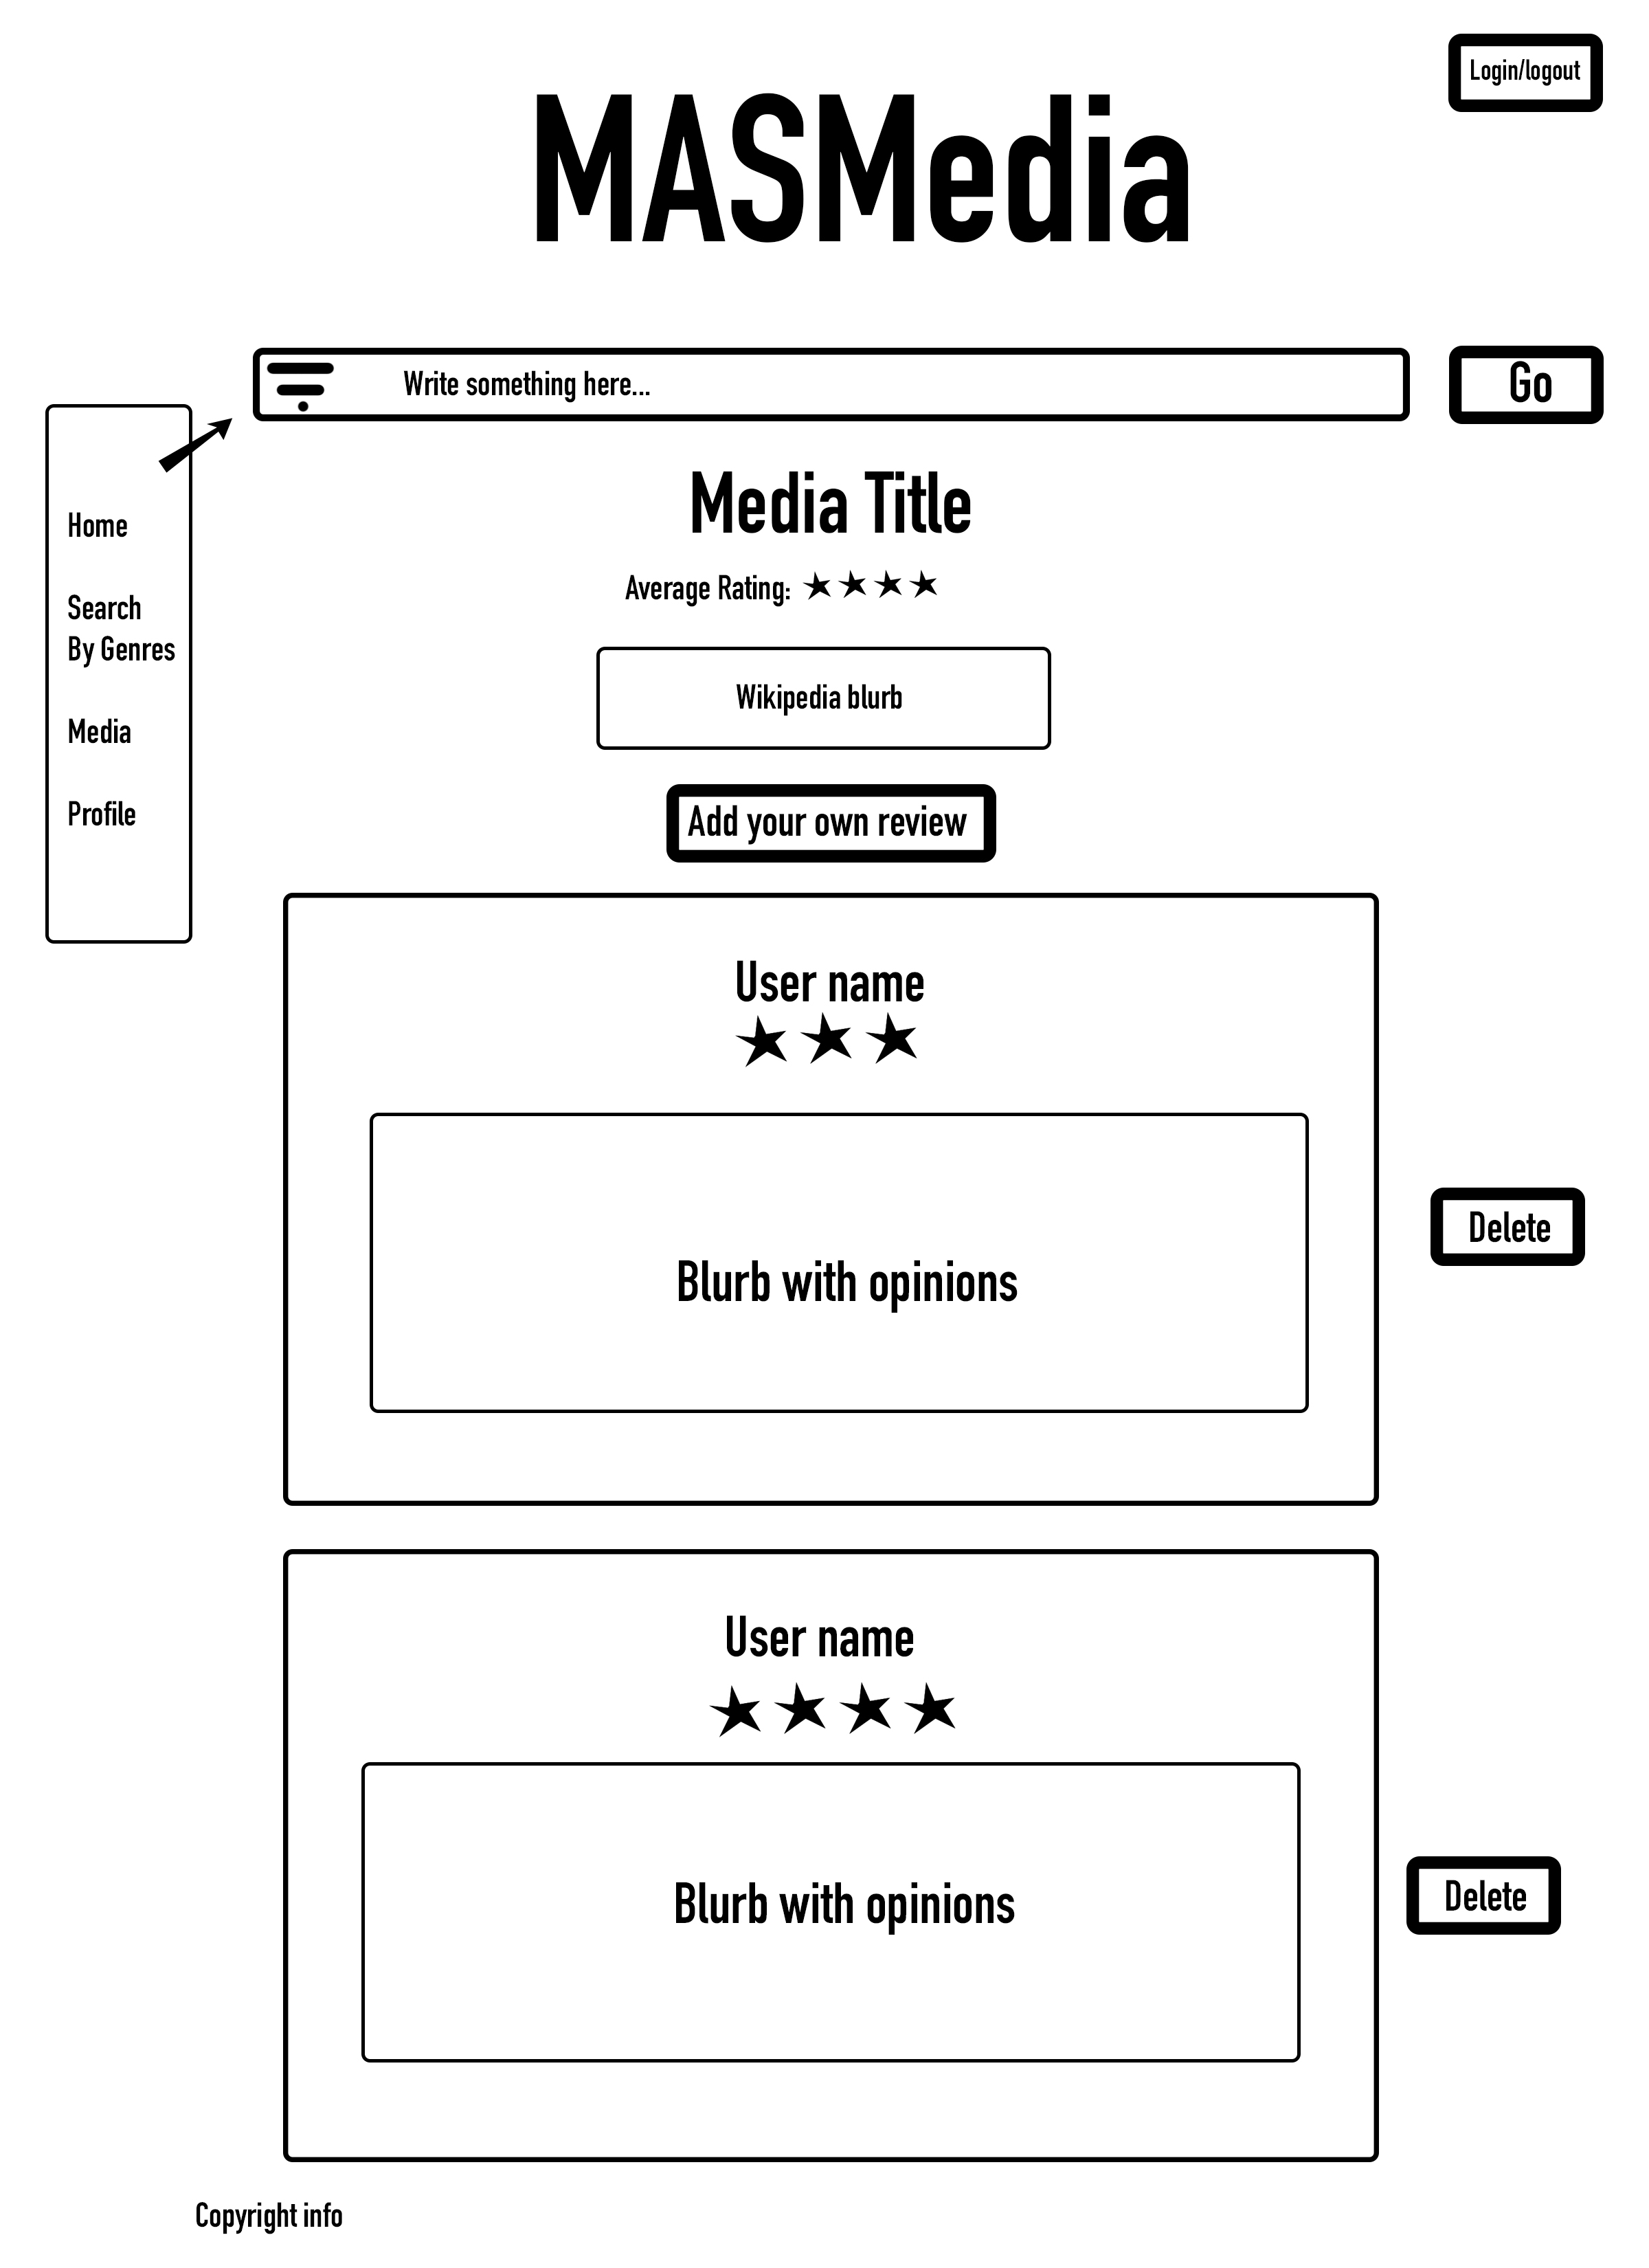 Login/logout
MASMedia
Write something here...
Go
Home
Search
By Genres
Media
Profile
Media Title
Average Rating:
Wikipedia blurb
Add your own review
User name
Blurb with opinions
Delete
User name
Blurb with opinions
Delete
Copyright info